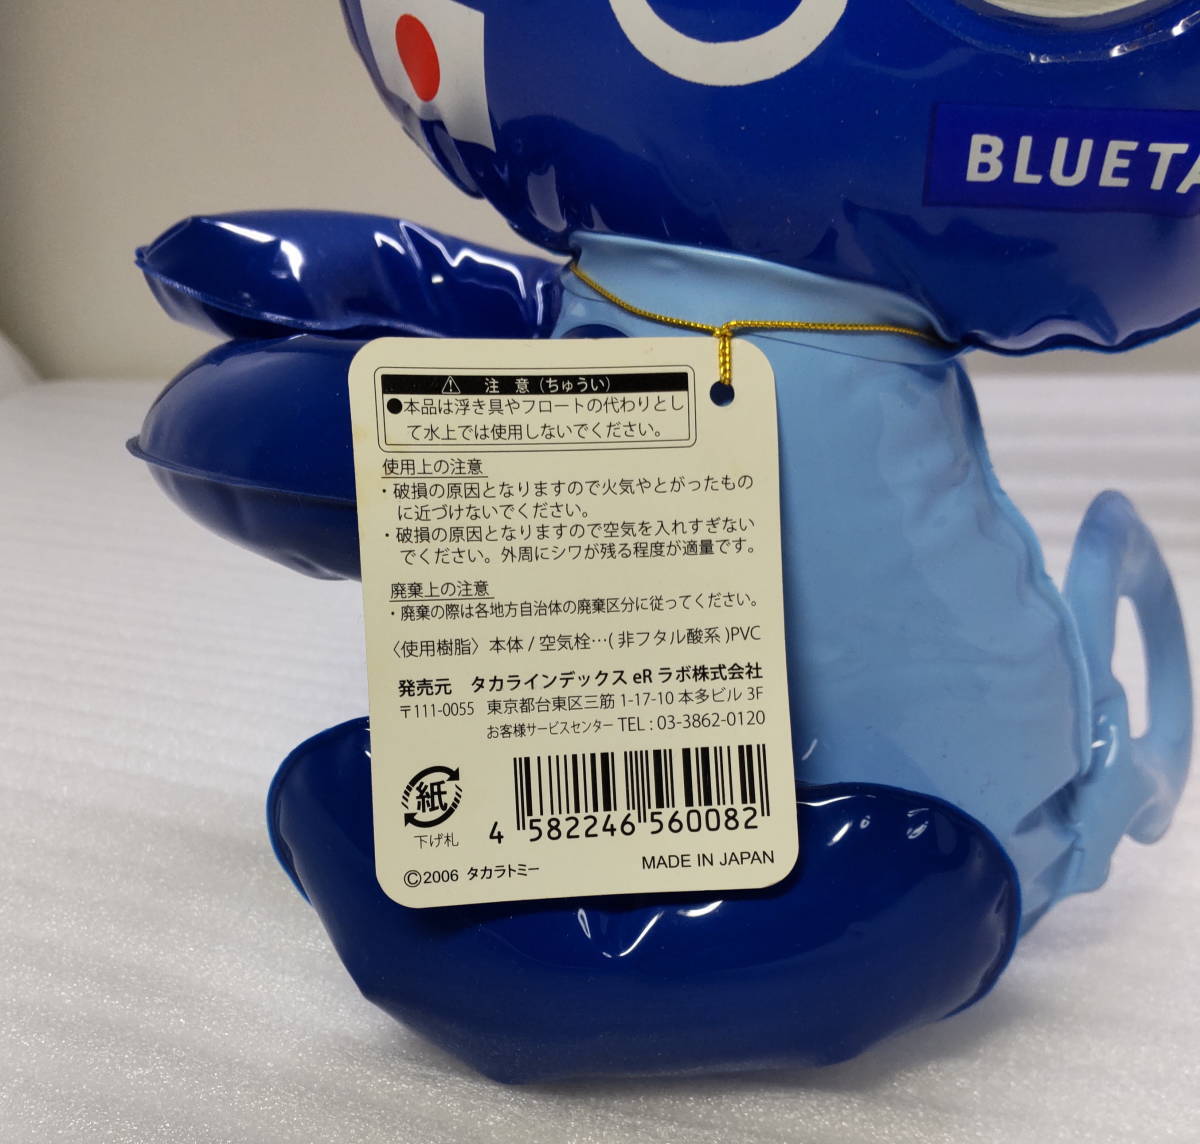 BLUETA
⚠ 注 意（ちゅうい）
●本品は浮き具やフロートの代わりとし
て水上では使用しないでください。
使用上の注意
・破損の原因となりますので火気やとがったもの
に近づけないでください。
・破損の原因となりますので空気を入れすぎない
でください。外周にシワが残る程度が適量です。
廃棄上の注意
・廃棄の際は各地方自治体の廃棄区分に従ってください。
〈使用樹脂〉本体 / 空気栓…( 非フタル酸系 )PVC
発売元 タカラインデックス eR ラボ株式会社
〒111-0055 東京都台東区三筋 1-17-10 本多ビル 3F
お客様サービスセンター TEL : 03-3862-0120
紙
下げ札
4 582246 560082
©2006 タカラトミー
MADE IN JAPAN